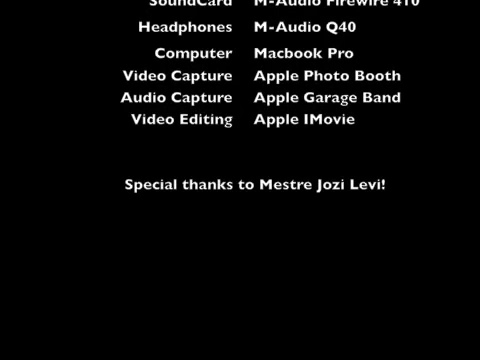 SoundCard M-Audio Firewire 410
Headphones M-Audio Q40
Computer Macbook Pro
Video Capture Apple Photo Booth
Audio Capture Apple Garage Band
Video Editing Apple IMovie
Special thanks to Mestre Jozi Levi!